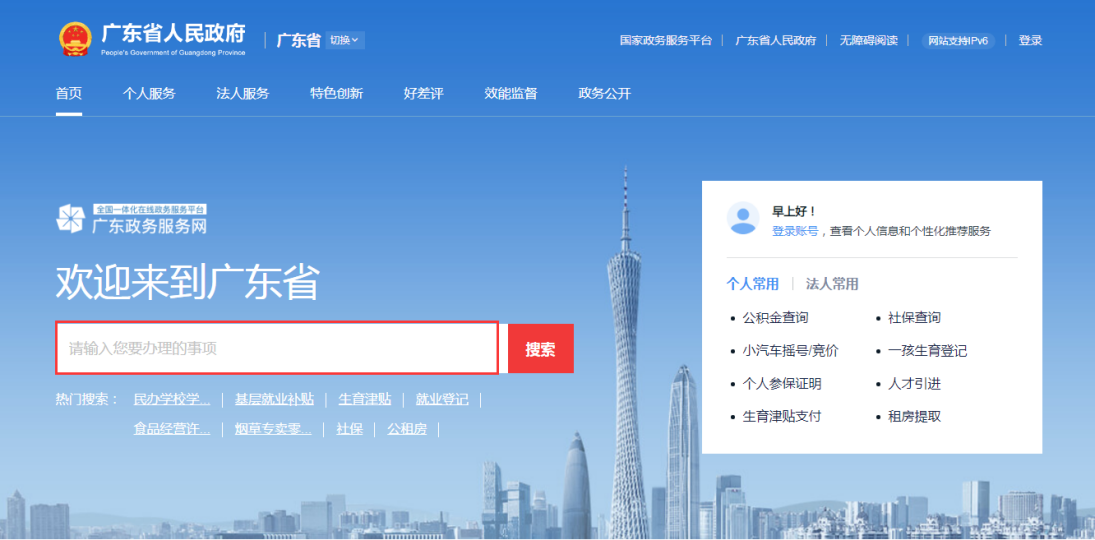 广东省人民政府
People's Government of Guangdong Province
广东省 切换
国家政务服务平台 广东省人民政府 无障碍阅读 网站支持IPv6 登录
首页 个人服务 法人服务 特色创新 好差评 效能监督 政务公开
全国一体化在线政务服务平台
广东政务服务网
欢迎来到广东省
请输入您要办理的事项 搜索
热门搜索： 民办学校学... 基层就业补贴 生育津贴 就业登记
食品经营许... 烟草专卖零... 社保 公租房
早上好！
登录账号，查看个人信息和个性化推荐服务
个人常用 法人常用
公积金查询 社保查询
小汽车摇号/竞价 一孩生育登记
个人参保证明 人才引进
生育津贴支付 租房提取